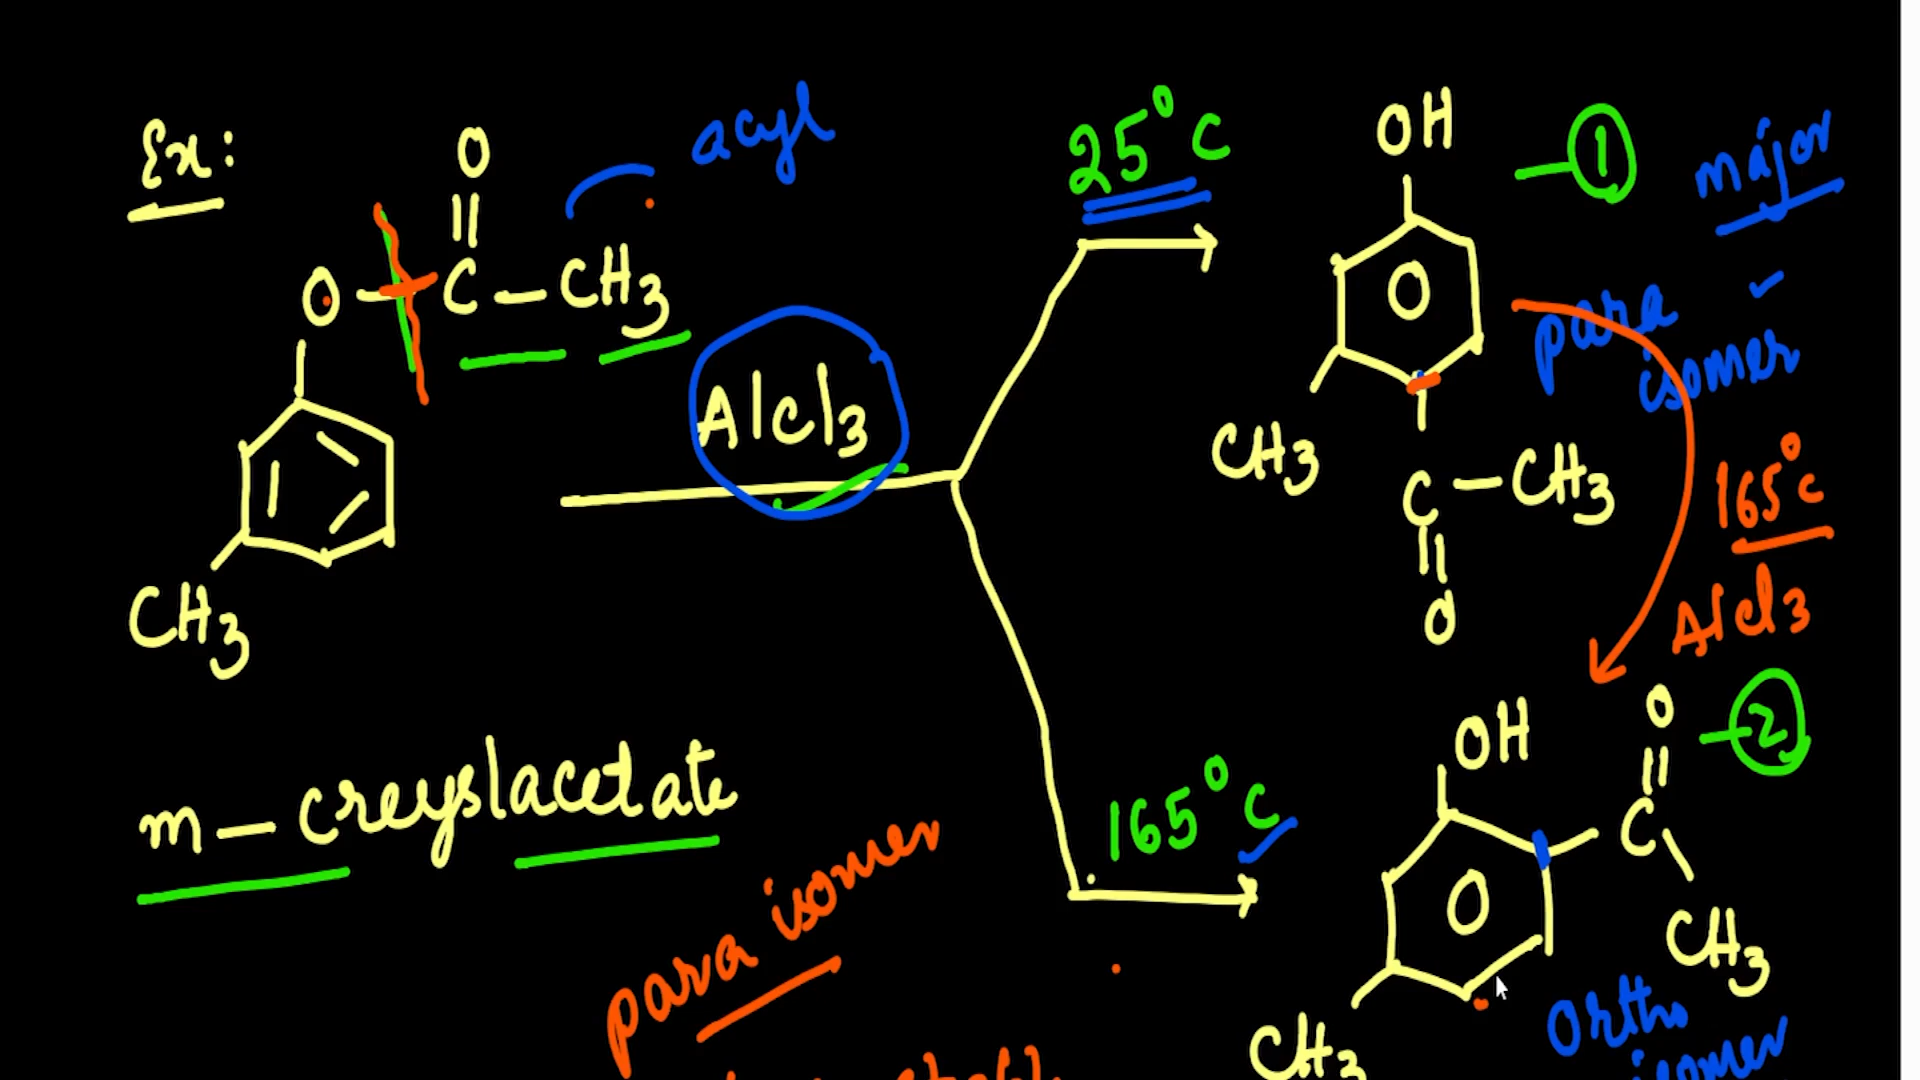 Ex:
O
||
O — C — CH3
acyl
CH3
m – creyslacetate
AlCl3
25°C
OH
1
major
para –
isomer
CH3
C – CH3
||
O
165°C
AlCl3
165°C
OH
O
||
2
C
CH3
CH3
Ortho
isomer
para isomer